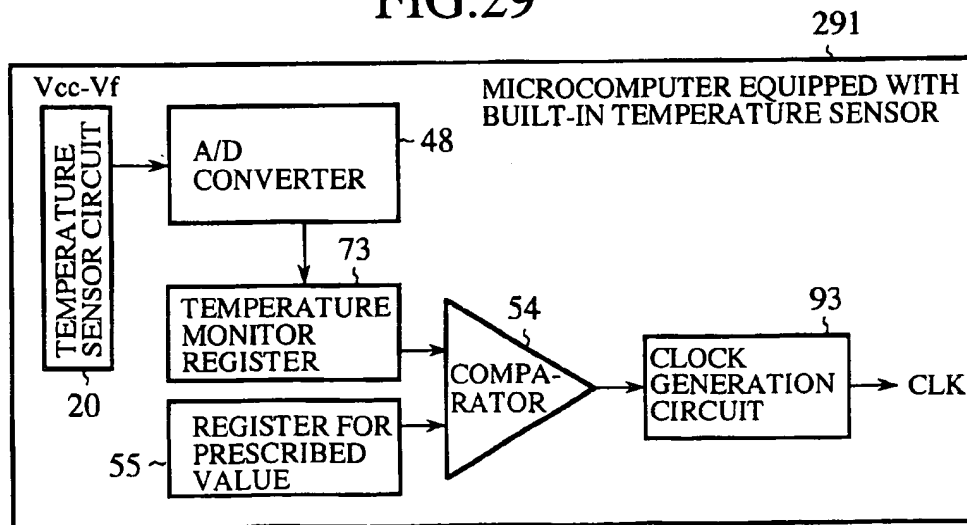 FIG.29
291
Vcc-Vf
MICROCOMPUTER EQUIPPED WITH
BUILT-IN TEMPERATURE SENSOR
TEMPERATURE
SENSOR CIRCUIT
20
A/D
CONVERTER
48
73
TEMPERATURE
MONITOR
REGISTER
55
REGISTER FOR
PRESCRIBED
VALUE
54
COMPA-
RATOR
93
CLOCK
GENERATION
CIRCUIT
CLK